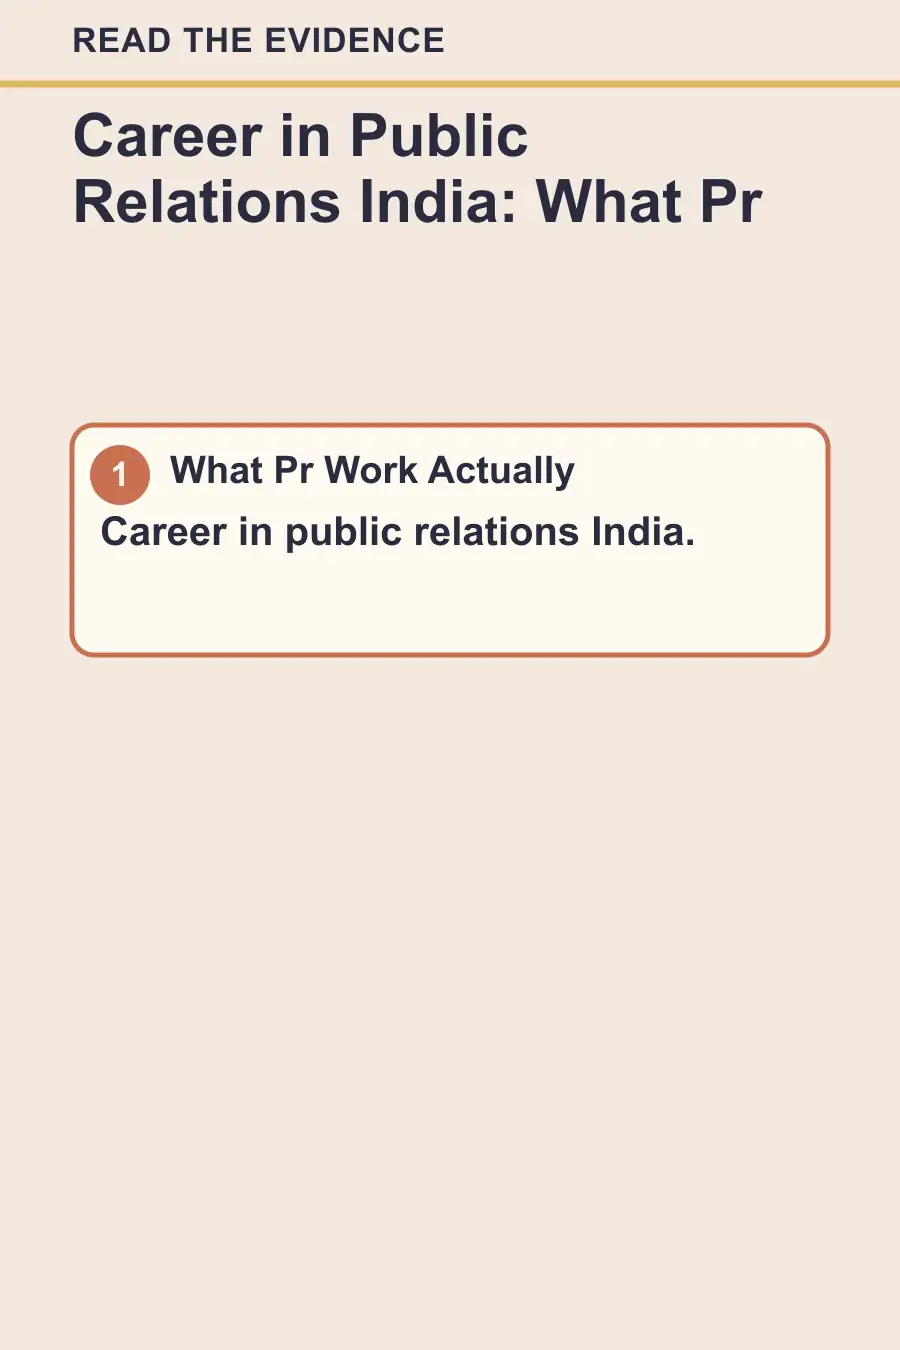 READ THE EVIDENCE
Career in Public
Relations India: What Pr
1 What Pr Work Actually
Career in public relations India.